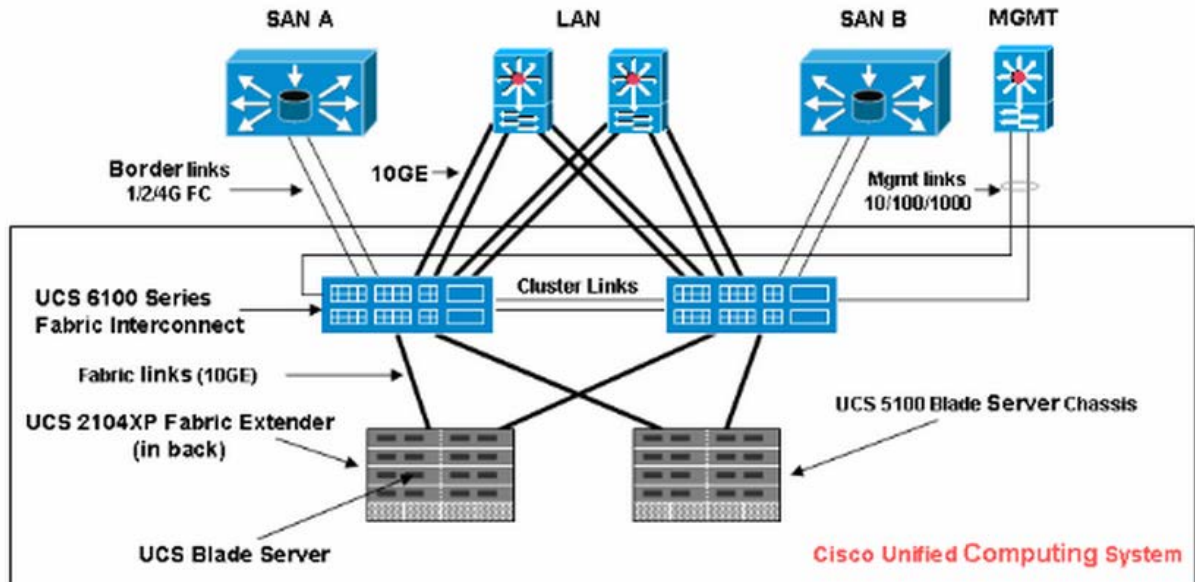 SAN A
LAN
SAN B
MGMT
Border links
1/2/4G FC
10GE
Mgmt links
10/100/1000
UCS 6100 Series
Fabric Interconnect
Cluster Links
Fabric links (10GE)
UCS 2104XP Fabric Extender
(in back)
UCS 5100 Blade Server Chassis
UCS Blade Server
Cisco Unified Computing System